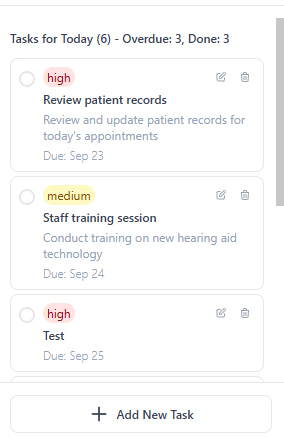 Tasks for Today (6) - Overdue: 3, Done: 3
high
Review patient records
Review and update patient records for
today's appointments
Due: Sep 23
medium
Staff training session
Conduct training on new hearing aid
technology
Due: Sep 24
high
Test
Due: Sep 25
Add New Task